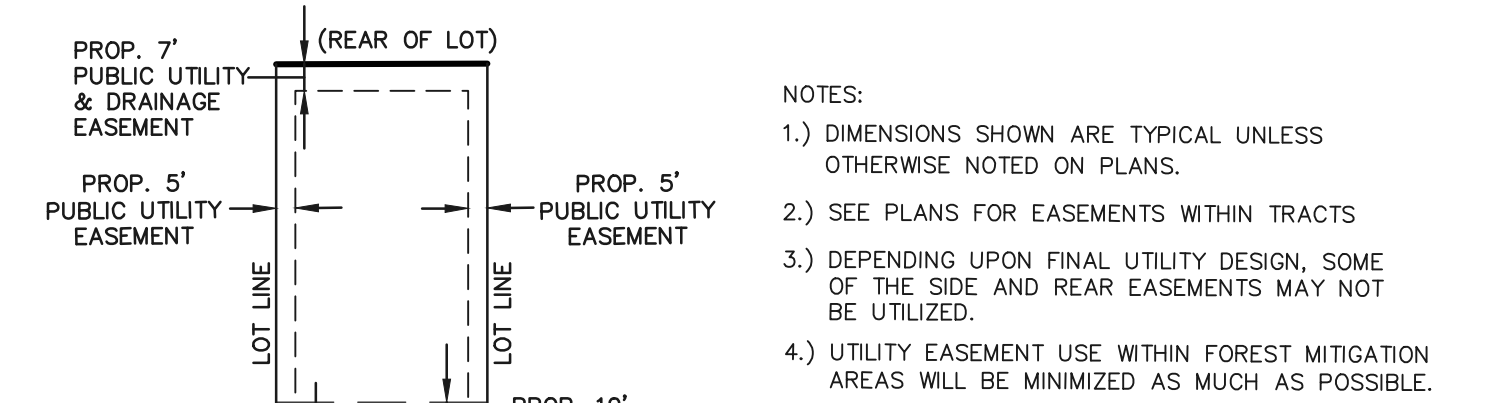 (REAR OF LOT)
PROP. 7'
PUBLIC UTILITY
& DRAINAGE
EASEMENT
PROP. 5'
PUBLIC UTILITY
EASEMENT
PROP. 5'
PUBLIC UTILITY
EASEMENT
LOT LINE
LOT LINE
PROP. 10'
NOTES:
1.) DIMENSIONS SHOWN ARE TYPICAL UNLESS
OTHERWISE NOTED ON PLANS.
2.) SEE PLANS FOR EASEMENTS WITHIN TRACTS
3.) DEPENDING UPON FINAL UTILITY DESIGN, SOME
OF THE SIDE AND REAR EASEMENTS MAY NOT
BE UTILIZED.
4.) UTILITY EASEMENT USE WITHIN FOREST MITIGATION
AREAS WILL BE MINIMIZED AS MUCH AS POSSIBLE.